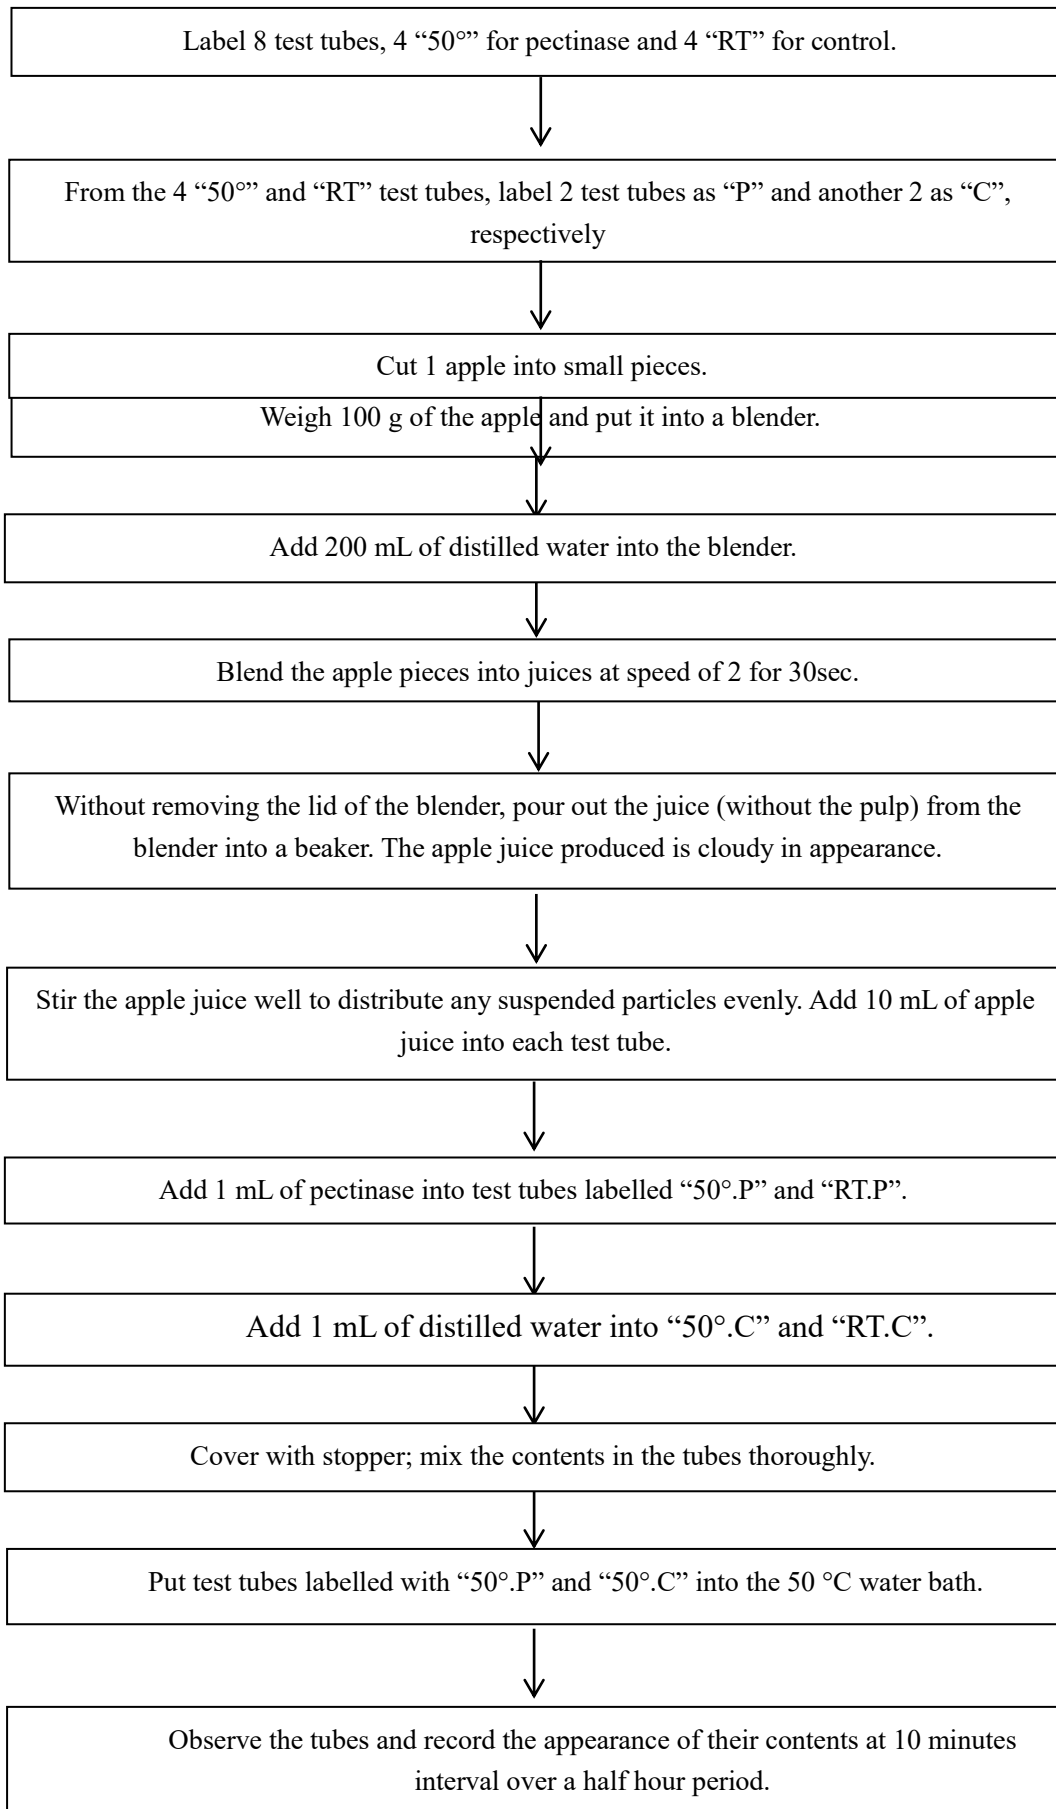 Label 8 test tubes, 4 “50°” for pectinase and 4 “RT” for control.
From the 4 “50°” and “RT” test tubes, label 2 test tubes as “P” and another 2 as “C”,
respectively
Cut 1 apple into small pieces.
Weigh 100 g of the apple and put it into a blender.
Add 200 mL of distilled water into the blender.
Blend the apple pieces into juices at speed of 2 for 30sec.
Without removing the lid of the blender, pour out the juice (without the pulp) from the
blender into a beaker. The apple juice produced is cloudy in appearance.
Stir the apple juice well to distribute any suspended particles evenly. Add 10 mL of apple
juice into each test tube.
Add 1 mL of pectinase into test tubes labelled “50°.P” and “RT.P”.
Add 1 mL of distilled water into “50°.C” and “RT.C”.
Cover with stopper; mix the contents in the tubes thoroughly.
Put test tubes labelled with “50°.P” and “50°.C” into the 50 °C water bath.
Observe the tubes and record the appearance of their contents at 10 minutes
interval over a half hour period.